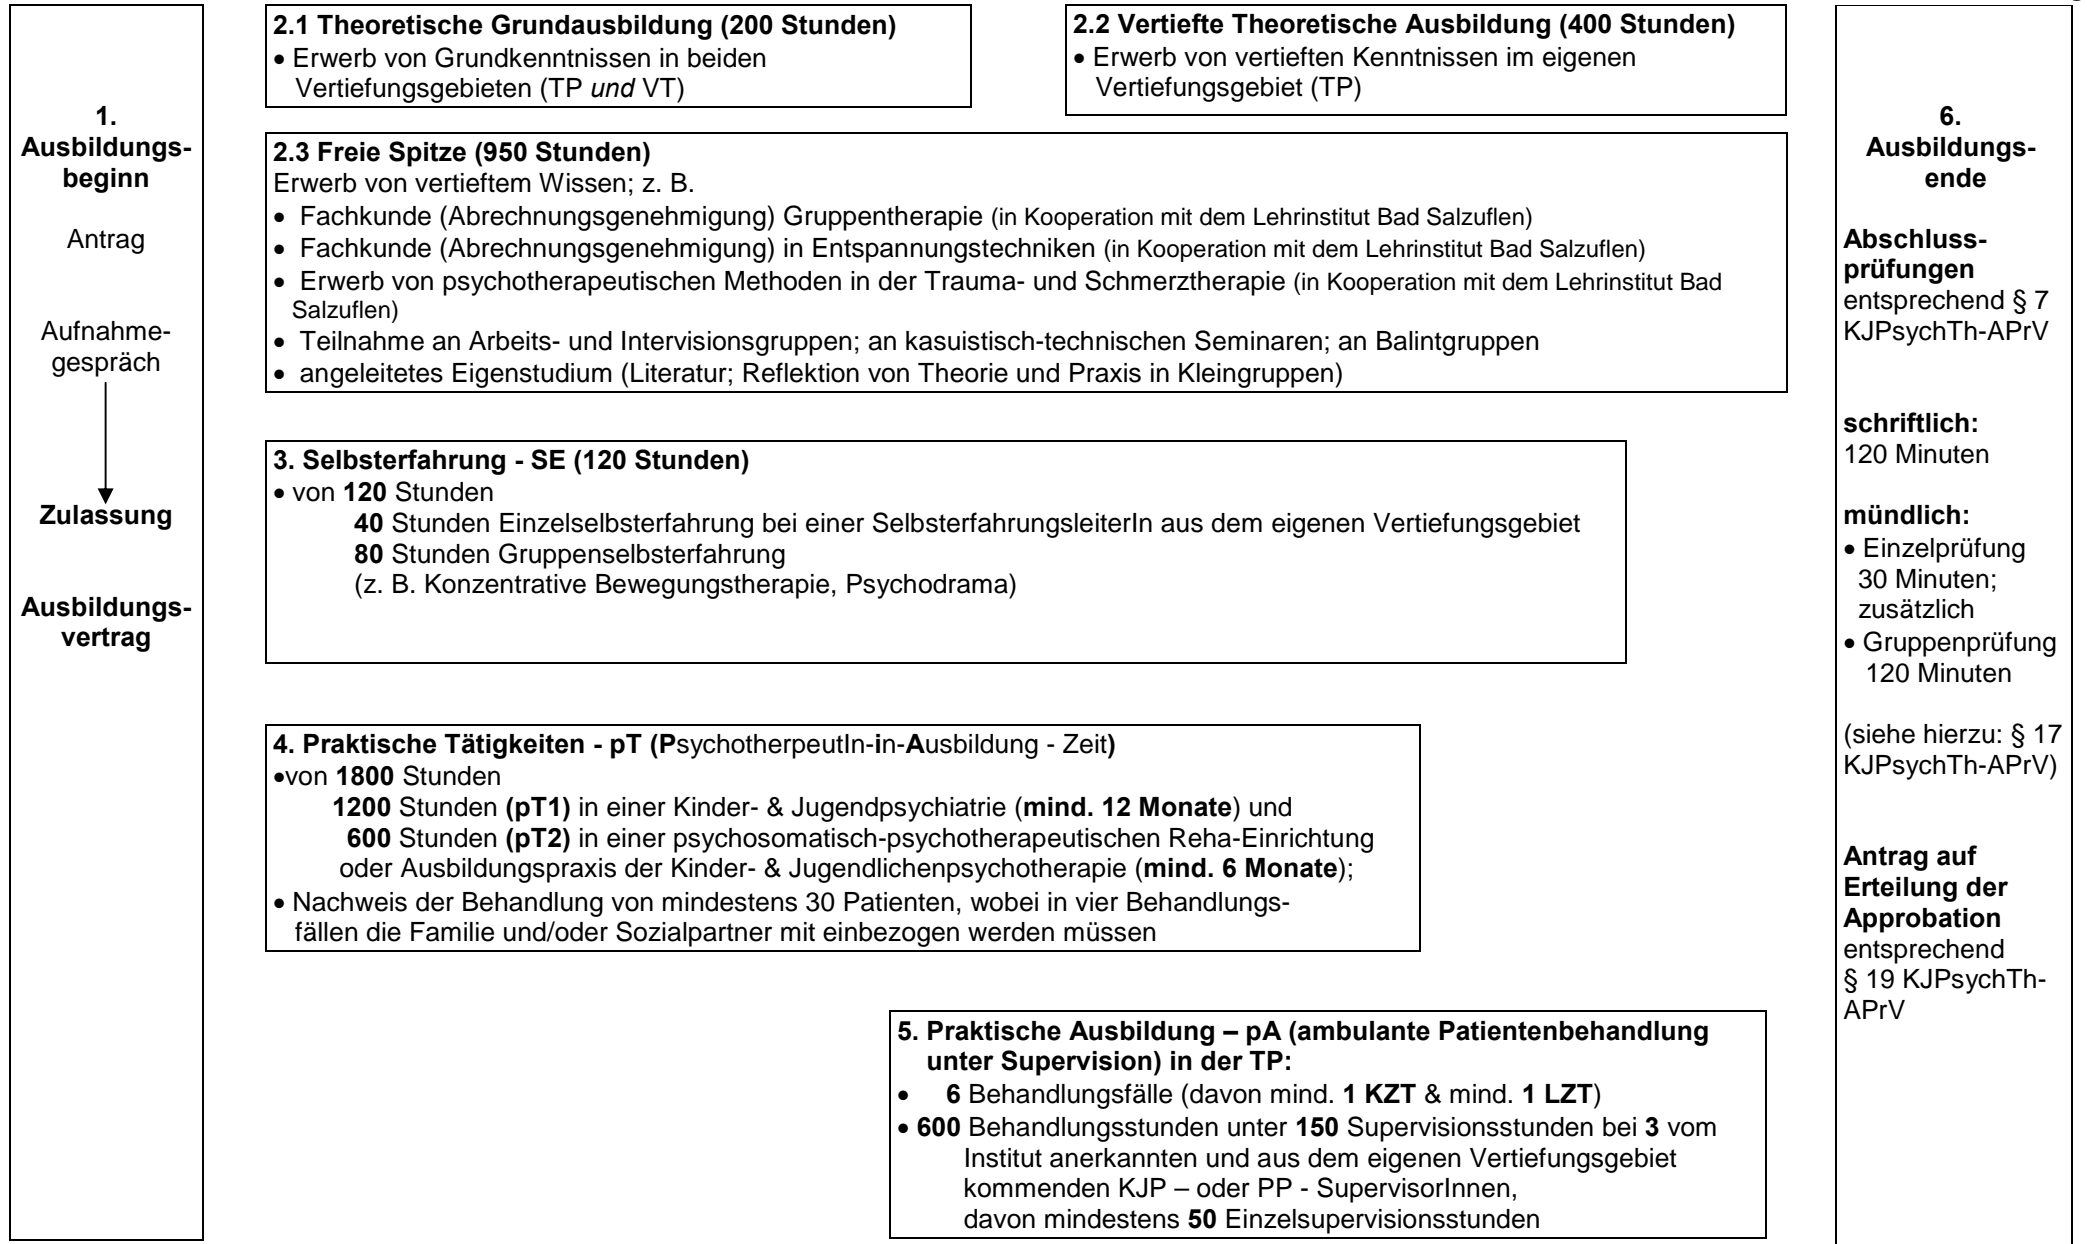 1.
Ausbildungs-
beginn
Antrag
Aufnahme-
gespräch
Zulassung
Ausbildungs-
vertrag
2.1 Theoretische Grundausbildung (200 Stunden)
• Erwerb von Grundkenntnissen in beiden
Vertiefungsgebieten (TP und VT)
2.2 Vertiefte Theoretische Ausbildung (400 Stunden)
• Erwerb von vertieften Kenntnissen im eigenen
Vertiefungsgebiet (TP)
2.3 Freie Spitze (950 Stunden)
Erwerb von vertieftem Wissen; z. B.
• Fachkunde (Abrechnungsgenehmigung) Gruppentherapie (in Kooperation mit dem Lehrinstitut Bad Salzuflen)
• Fachkunde (Abrechnungsgenehmigung) in Entspannungstechniken (in Kooperation mit dem Lehrinstitut Bad Salzuflen)
• Erwerb von psychotherapeutischen Methoden in der Trauma- und Schmerztherapie (in Kooperation mit dem Lehrinstitut Bad
Salzuflen)
• Teilnahme an Arbeits- und Intervisionsgruppen; an kasuistisch-technischen Seminaren; an Balintgruppen
• angeleitetes Eigenstudium (Literatur; Reflektion von Theorie und Praxis in Kleingruppen)
3. Selbsterfahrung - SE (120 Stunden)
• von 120 Stunden
40 Stunden Einzelselbsterfahrung bei einer SelbsterfahrungsleiterIn aus dem eigenen Vertiefungsgebiet
80 Stunden Gruppenselbsterfahrung
(z. B. Konzentrative Bewegungstherapie, Psychodrama)
4. Praktische Tätigkeiten - pT (PsychotherpeutIn-in-Ausbildung - Zeit)
•von 1800 Stunden
1200 Stunden (pT1) in einer Kinder- & Jugendpsychiatrie (mind. 12 Monate) und
600 Stunden (pT2) in einer psychosomatisch-psychotherapeutischen Reha-Einrichtung
oder Ausbildungspraxis der Kinder- & Jugendlichenpsychotherapie (mind. 6 Monate);
• Nachweis der Behandlung von mindestens 30 Patienten, wobei in vier Behandlungs-
fällen die Familie und/oder Sozialpartner mit einbezogen werden müssen
5. Praktische Ausbildung – pA (ambulante Patientenbehandlung
unter Supervision) in der TP:
• 6 Behandlungsfälle (davon mind. 1 KZT & mind. 1 LZT)
• 600 Behandlungsstunden unter 150 Supervisionsstunden bei 3 vom
Institut anerkannten und aus dem eigenen Vertiefungsgebiet
kommenden KJP – oder PP - SupervisorInnen,
davon mindestens 50 Einzelsupervisionsstunden
6.
Ausbildungs-
ende
Abschluss-
prüfungen
entsprechend § 7
KJPsychTh-APrV
schriftlich:
120 Minuten
mündlich:
• Einzelprüfung
30 Minuten;
zusätzlich
• Gruppenprüfung
120 Minuten
(siehe hierzu: § 17
KJPsychTh-APrV)
Antrag auf
Erteilung der
Approbation
entsprechend
§ 19 KJPsychTh-
APrV